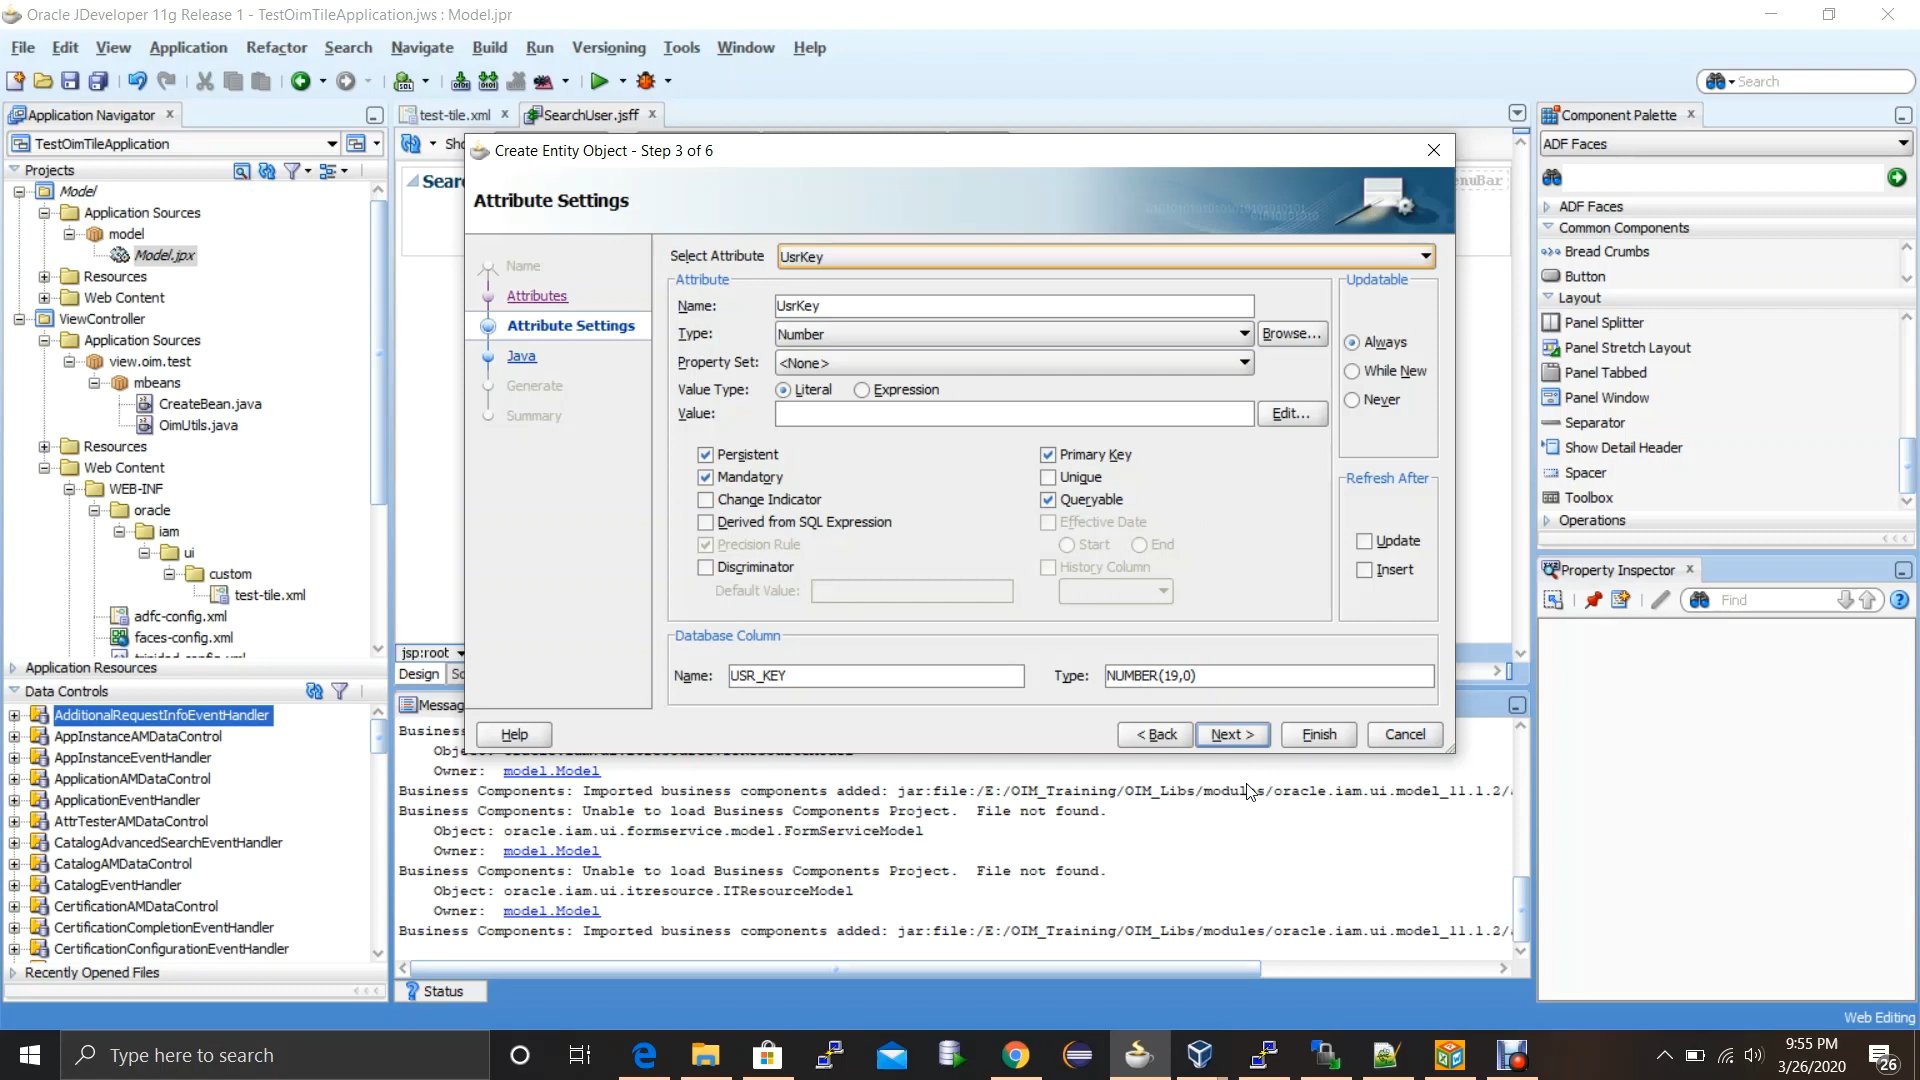 Oracle JDeveloper 11g Release 1 - TestOimTileApplication.jws : Model.jpr
File Edit View Application Refactor Search Navigate Build Run Versioning Tools Window Help
Search
Application Navigator
TestOimTileApplication
Projects
Model
Application Sources
model
Model.jpx
Resources
Web Content
ViewController
Application Sources
view.oim.test
mbeans
CreateBean.java
OimUtils.java
Resources
Web Content
WEB-INF
oracle
iam
ui
custom
test-tile.xml
adfc-config.xml
faces-config.xml
Application Resources
Data Controls
AdditionalRequestInfoEventHandler
AppInstanceAMDataControl
AppInstanceEventHandler
ApplicationAMDataControl
ApplicationEventHandler
AttrTesterAMDataControl
CatalogAdvancedSearchEventHandler
CatalogAMDataControl
CatalogEventHandler
CertificationAMDataControl
CertificationCompletionEventHandler
CertificationConfigurationEventHandler
Recently Opened Files
test-tile.xml
SearchUser.jsff
Sho
Sear
enuBar
Create Entity Object - Step 3 of 6
Attribute Settings
Name
Attributes
Attribute Settings
Java
Generate
Summary
Select Attribute UsrKey
Attribute
Name: UsrKey
Type: Number Browse...
Property Set: <None>
Value Type: Literal Expression
Value: Edit...
Persistent Primary Key
Mandatory Unique
Change Indicator Queryable
Derived from SQL Expression Effective Date
Precision Rule Start End
Discriminator History Column
Default Value:
Updatable
Always
While New
Never
Refresh After
Update
Insert
Database Column
Name: USR_KEY Type: NUMBER(19,0)
Help < Back Next > Finish Cancel
jsp:root
Design So
Messag
Business
Obje
Owner: model.Model
Business Components: Imported business components added: jar:file:/E:/OIM_Training/OIM_Libs/modules/oracle.iam.ui.model_11.1.2/
Business Components: Unable to load Business Components Project. File not found.
Object: oracle.iam.ui.formservice.model.FormServiceModel
Owner: model.Model
Business Components: Unable to load Business Components Project. File not found.
Object: oracle.iam.ui.itresource.ITResourceModel
Owner: model.Model
Business Components: Imported business components added: jar:file:/E:/OIM_Training/OIM_Libs/modules/oracle.iam.ui.model_11.1.2/
Status
Component Palette
ADF Faces
ADF Faces
Common Components
Bread Crumbs
Button
Layout
Panel Splitter
Panel Stretch Layout
Panel Tabbed
Panel Window
Separator
Show Detail Header
Spacer
Toolbox
Operations
Property Inspector
Find
Web Editing
Type here to search
9:55 PM
3/26/2020
26